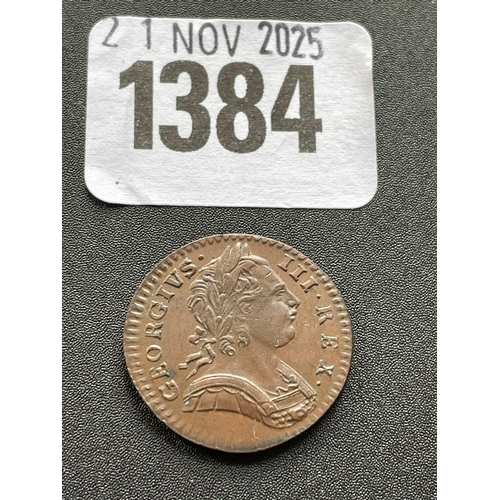 21 NOV 2025
1384
GEORGIVS · III · REX ·